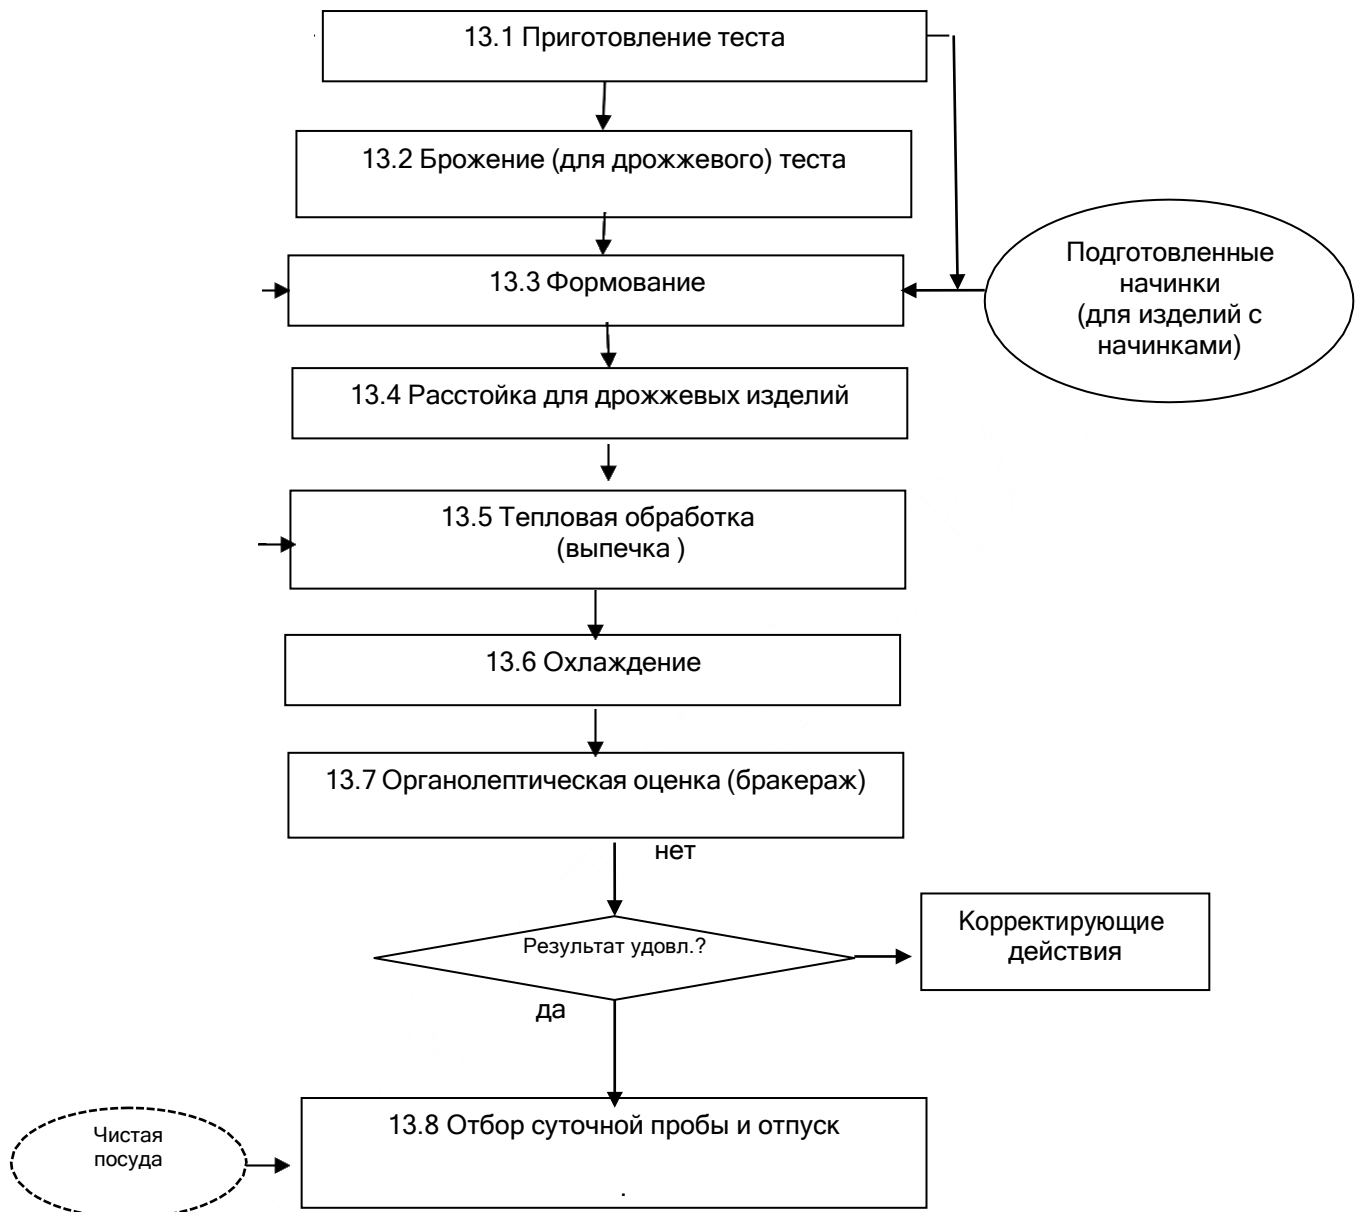 13.1 Приготовление теста
13.2 Брожение (для дрожжевого) теста
13.3 Формование
Подготовленные
начинки
(для изделий с
начинками)
13.4 Расстойка для дрожжевых изделий
13.5 Тепловая обработка
(выпечка )
13.6 Охлаждение
13.7 Органолептическая оценка (бракераж)
нет
Результат удовл.?
Корректирующие
действия
да
Чистая
посуда
13.8 Отбор суточной пробы и отпуск
.